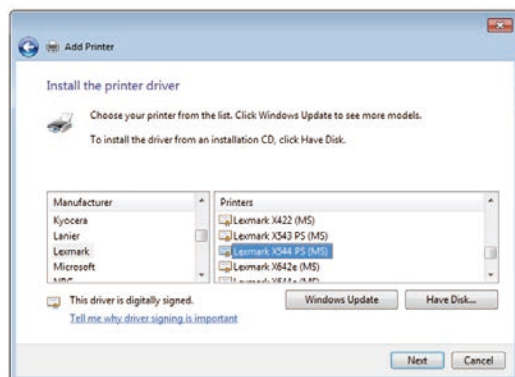 Add Printer
Install the printer driver
Choose your printer from the list. Click Windows Update to see more models.
To install the driver from an installation CD, click Have Disk.
Manufacturer
Kyocera
Lanier
Lexmark
Microsoft
Printers
Lexmark X422 (MS)
Lexmark X543 PS (MS)
Lexmark X544 PS (MS)
Lexmark X642e (MS)
This driver is digitally signed.
Tell me why driver signing is important
Windows Update
Have Disk...
Next
Cancel